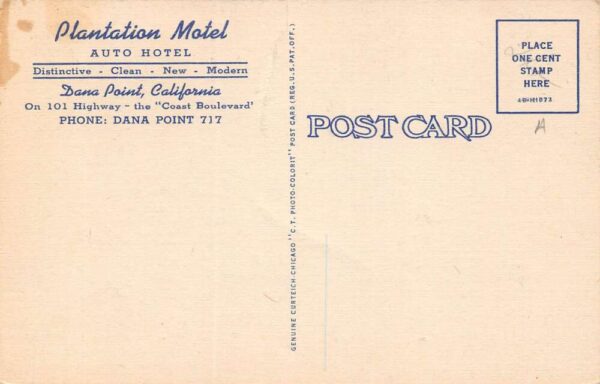 Plantation Motel
AUTO HOTEL
Distinctive - Clean - New - Modern
Dana Point, California
On 101 Highway - the "Coast Boulevard'
PHONE: DANA POINT 717
GENUINE CURTEICH-CHICAGO "C.T. PHOTO-COLORIT" POST CARD (REG. U.S. PAT. OFF.)
POST CARD
PLACE
ONE CENT
STAMP
HERE
A